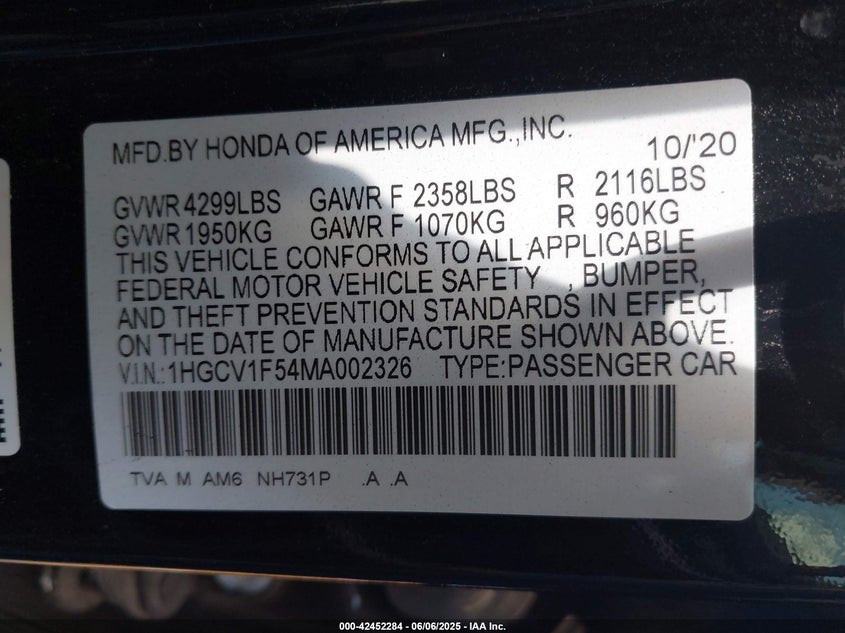 MFD.BY HONDA OF AMERICA MFG.,INC.
10/'20
GVWR 4299LBS GAWR F 2358LBS R 2116LBS
GVWR 1950KG GAWR F 1070KG R 960KG
THIS VEHICLE CONFORMS TO ALL APPLICABLE
FEDERAL MOTOR VEHICLE SAFETY , BUMPER,
AND THEFT PREVENTION STANDARDS IN EFFECT
ON THE DATE OF MANUFACTURE SHOWN ABOVE.
V.I.N.:1HGCV1F54MA002326 TYPE:PASSENGER CAR
TVA M AM6 NH731P .A .A
000-42452284 - 06/06/2025 - IAA Inc.